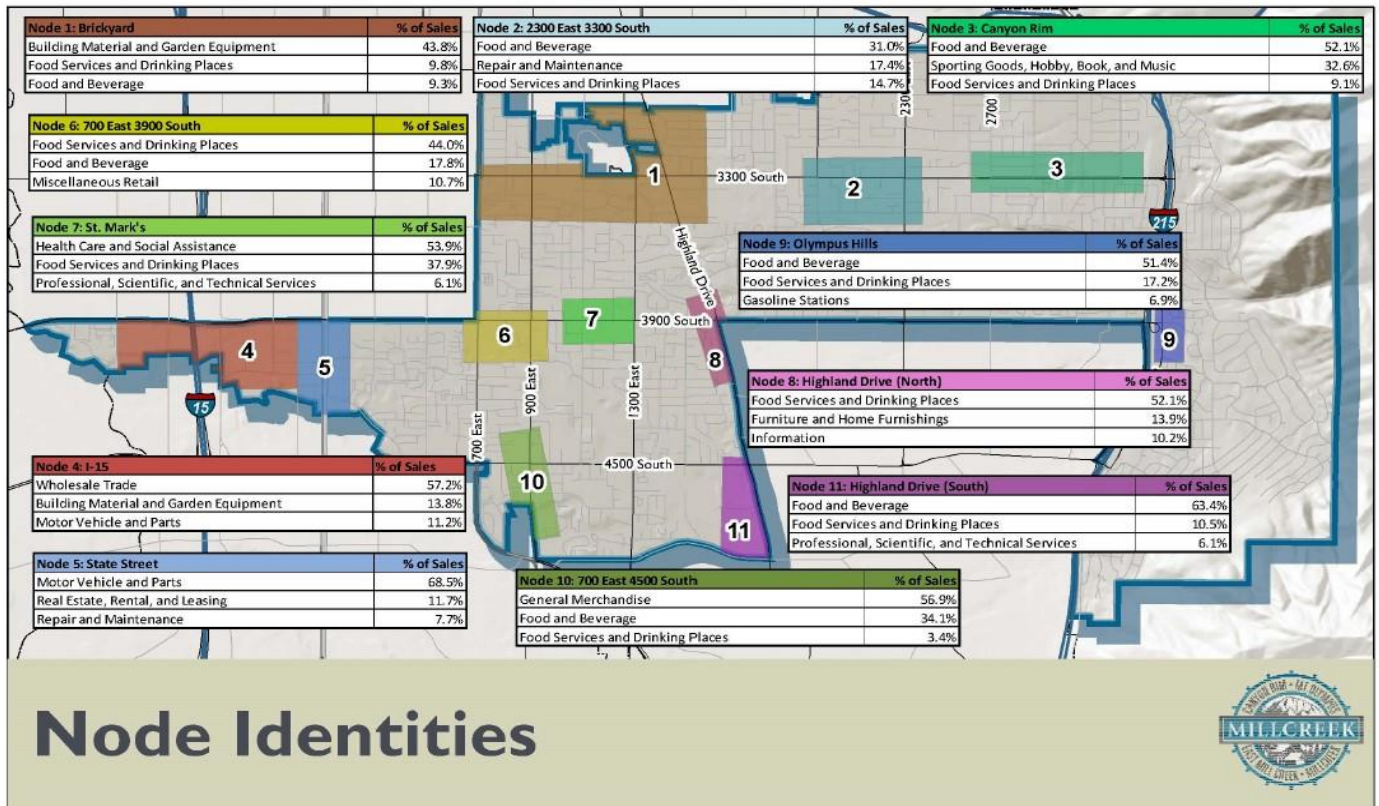 Node 1: Brickyard % of Sales
Building Material and Garden Equipment 43.8%
Food Services and Drinking Places 9.8%
Food and Beverage 9.3%
Node 2: 2300 East 3300 South % of Sales
Food and Beverage 31.0%
Repair and Maintenance 17.4%
Food Services and Drinking Places 14.7%
Node 3: Canyon Rim % of Sales
Food and Beverage 52.1%
Sporting Goods, Hobby, Book, and Music 32.6%
Food Services and Drinking Places 9.1%
Node 6: 700 East 3900 South % of Sales
Food Services and Drinking Places 44.0%
Food and Beverage 17.8%
Miscellaneous Retail 10.7%
Node 7: St. Mark's % of Sales
Health Care and Social Assistance 53.9%
Food Services and Drinking Places 37.9%
Professional, Scientific, and Technical Services 6.1%
2700
1
3300 South
2
3
215
Highland Drive
Node 9: Olympus Hills % of Sales
Food and Beverage 51.4%
Food Services and Drinking Places 17.2%
Gasoline Stations 6.9%
4
5
6
7
3900 South
8
9
15
700 East
900 East
1300 East
Node 8: Highland Drive (North) % of Sales
Food Services and Drinking Places 52.1%
Furniture and Home Furnishings 13.9%
Information 10.2%
Node 4: I-15 % of Sales
Wholesale Trade 57.2%
Building Material and Garden Equipment 13.8%
Motor Vehicle and Parts 11.2%
10
4500 South
11
Node 11: Highland Drive (South) % of Sales
Food and Beverage 63.4%
Food Services and Drinking Places 10.5%
Professional, Scientific, and Technical Services 6.1%
Node 5: State Street % of Sales
Motor Vehicle and Parts 68.5%
Real Estate, Rental, and Leasing 11.7%
Repair and Maintenance 7.7%
Node 10: 700 East 4500 South % of Sales
General Merchandise 56.9%
Food and Beverage 34.1%
Food Services and Drinking Places 3.4%
Node Identities
CANYON RIM • MT OLYMPUS
MILLCREEK
EAST MILL CREEK • MILLCREEK